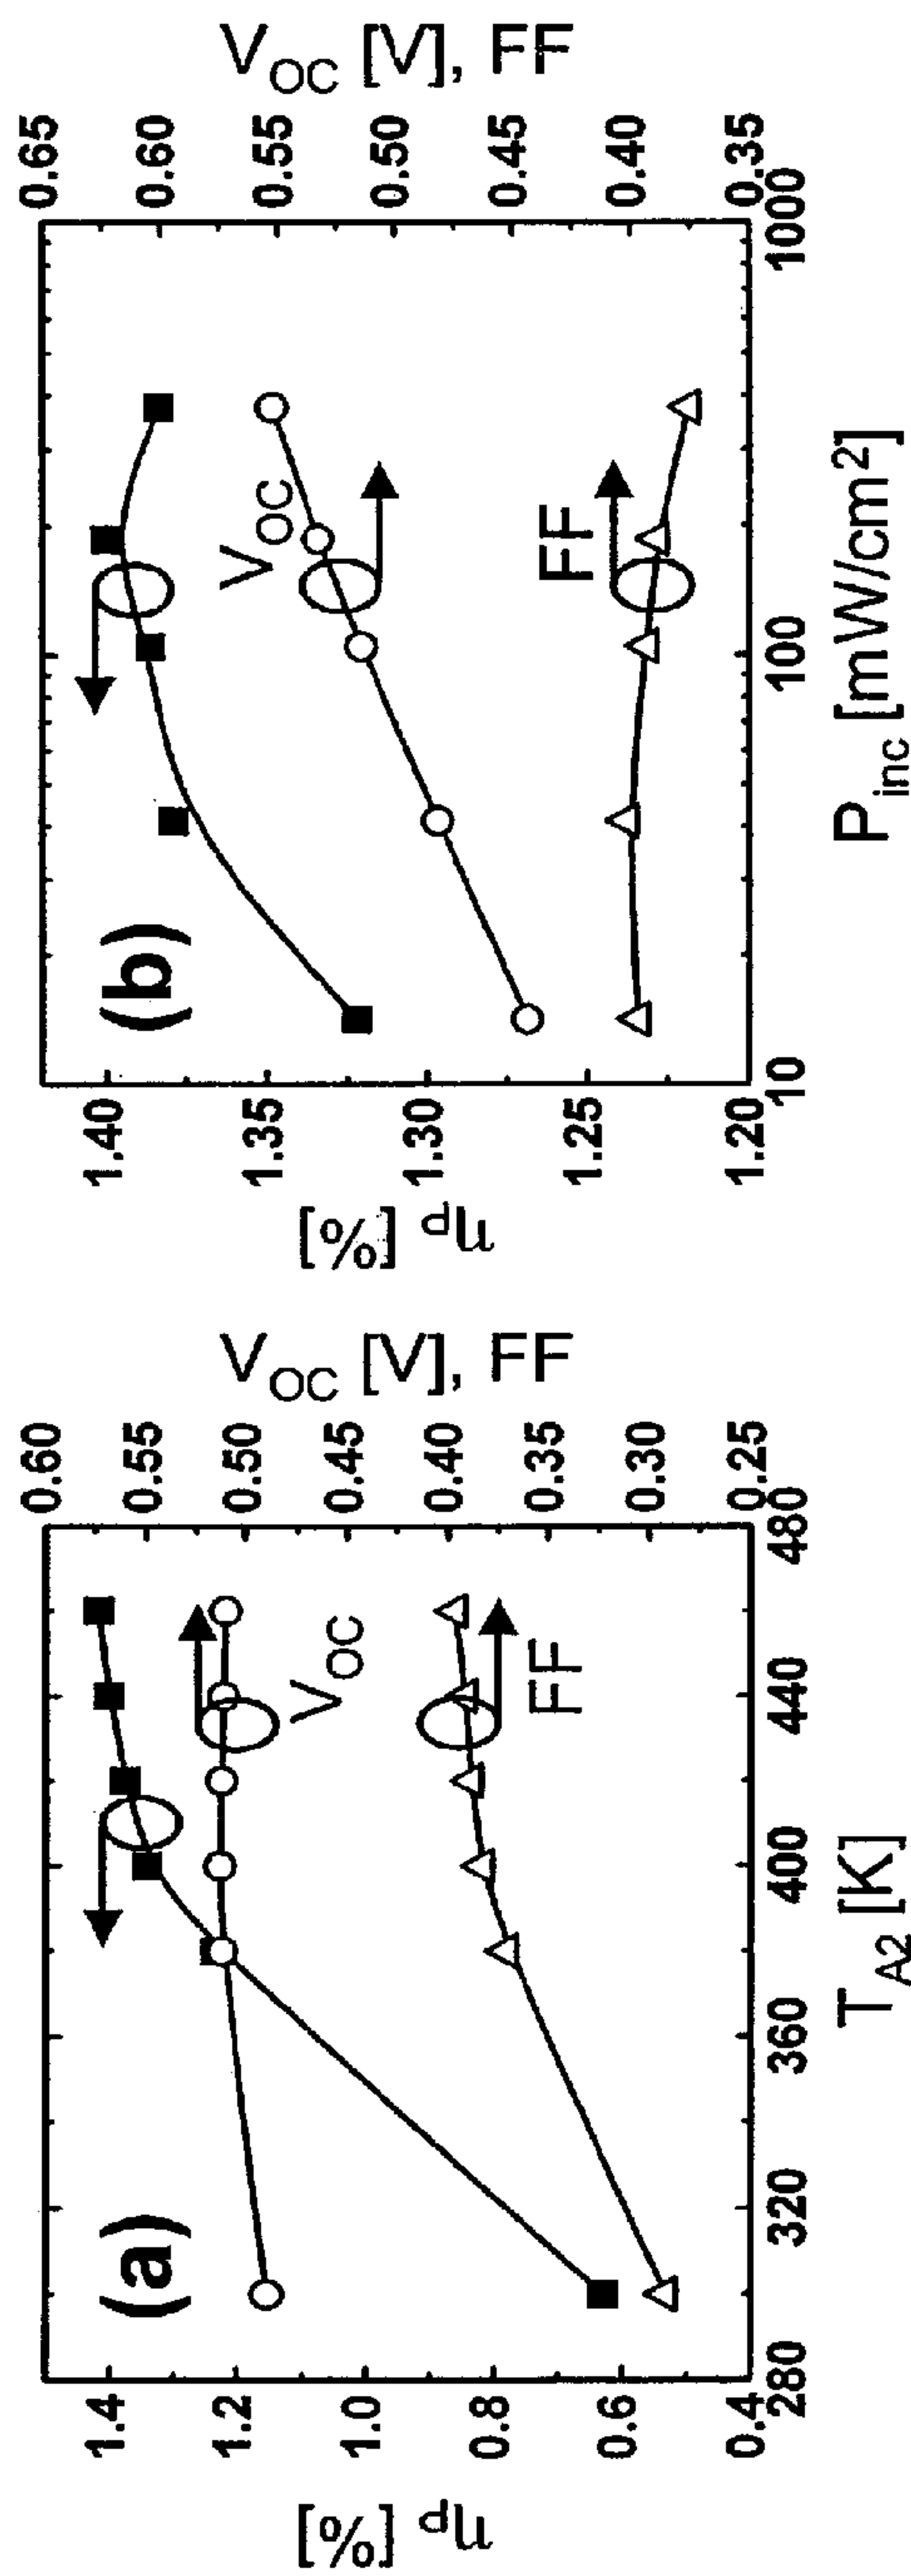 (a)
η_p [%]
1.4
1.2
1.0
0.8
0.6
0.4
280
320
360
400
440
480
T_A2 [K]
0.60
0.55
0.50
0.45
0.40
0.35
0.30
0.25
V_OC [V], FF
V_OC
FF
(b)
η_p [%]
1.40
1.35
1.30
1.25
1.20
10
100
1000
P_inc [mW/cm²]
0.65
0.60
0.55
0.50
0.45
0.40
0.35
V_OC [V], FF
V_OC
FF